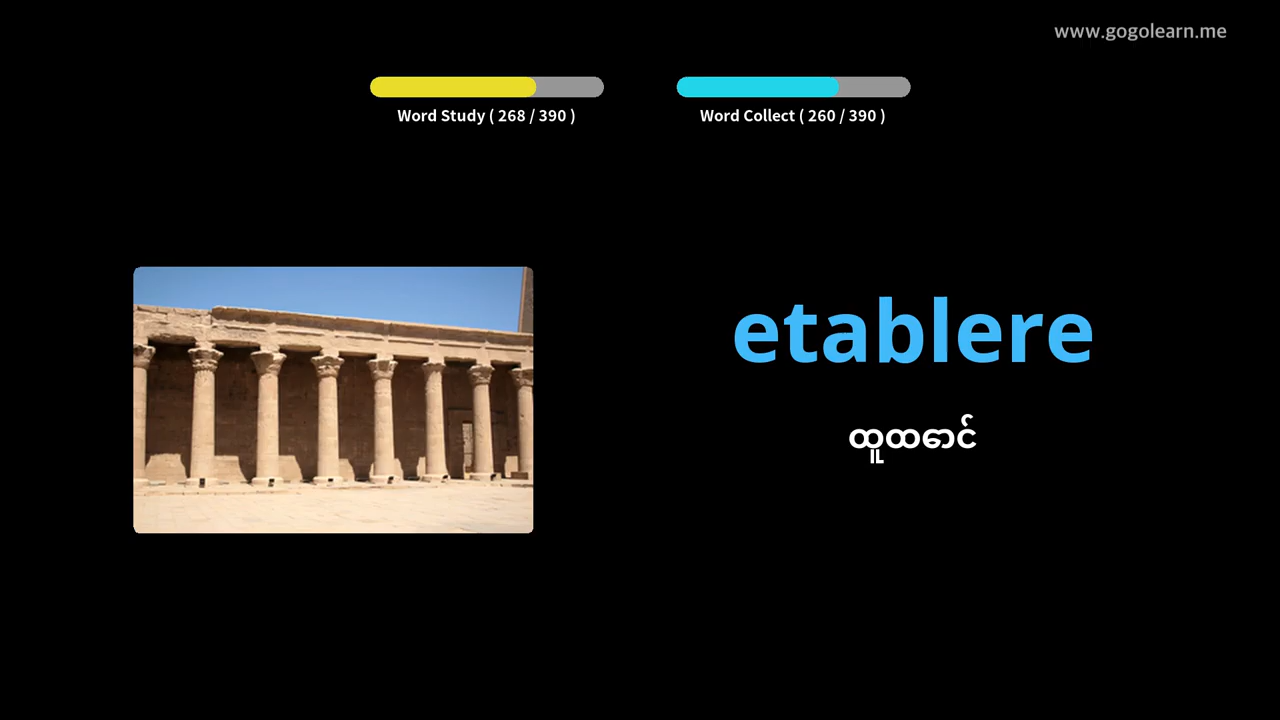 www.gogolearn.me
Word Study ( 268 / 390 )
Word Collect ( 260 / 390 )
etablere
ထူထောင်